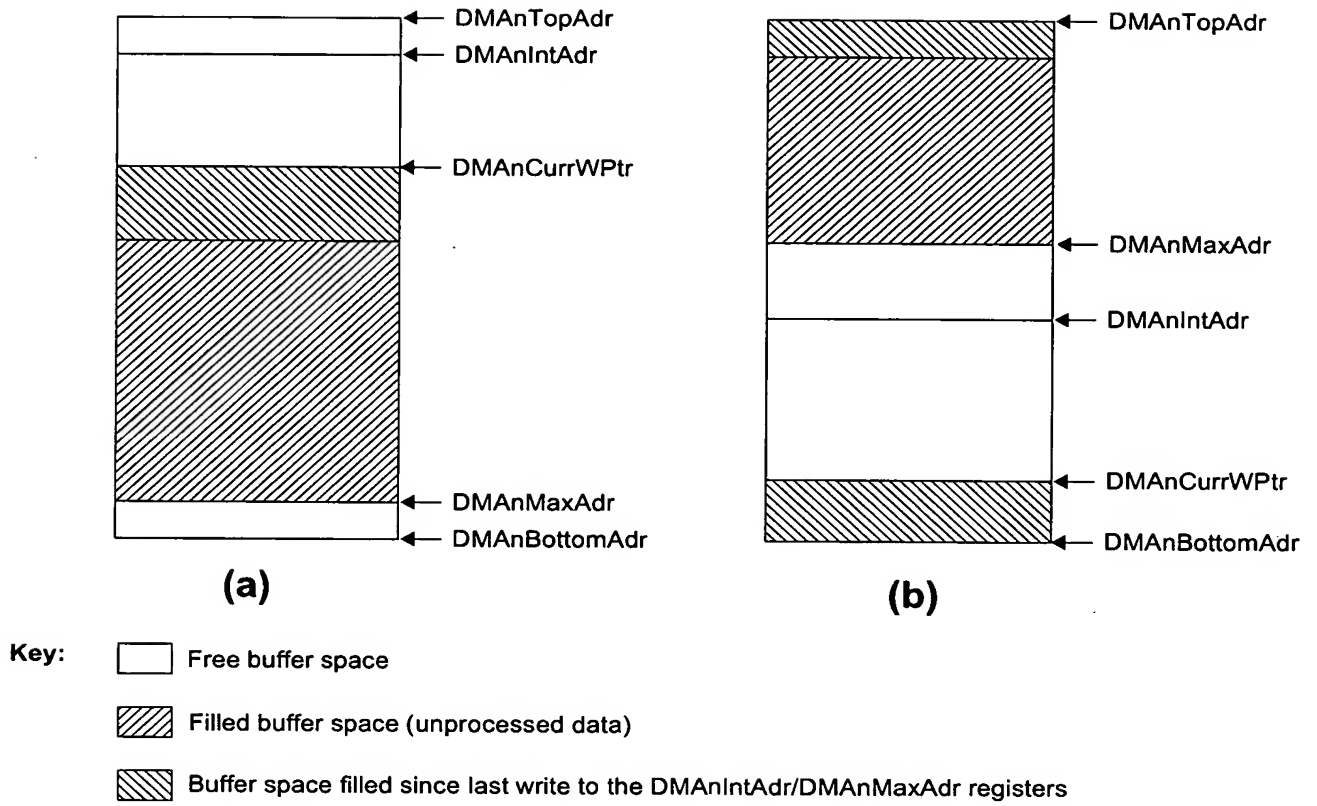 DMAnTopAdr
DMAnIntAdr
DMAnCurrWPtr
DMAnMaxAdr
DMAnBottomAdr
(a)
DMAnTopAdr
DMAnMaxAdr
DMAnIntAdr
DMAnCurrWPtr
DMAnBottomAdr
(b)
Key:
Free buffer space
Filled buffer space (unprocessed data)
Buffer space filled since last write to the DMAnIntAdr/DMAnMaxAdr registers